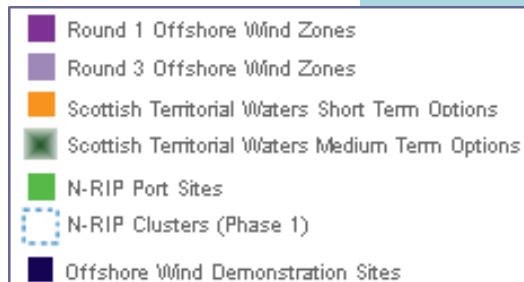 Round 1 Offshore Wind Zones
Round 3 Offshore Wind Zones
Scottish Territorial Waters Short Term Options
Scottish Territorial Waters Medium Term Options
N-RIP Port Sites
N-RIP Clusters (Phase 1)
Offshore Wind Demonstration Sites